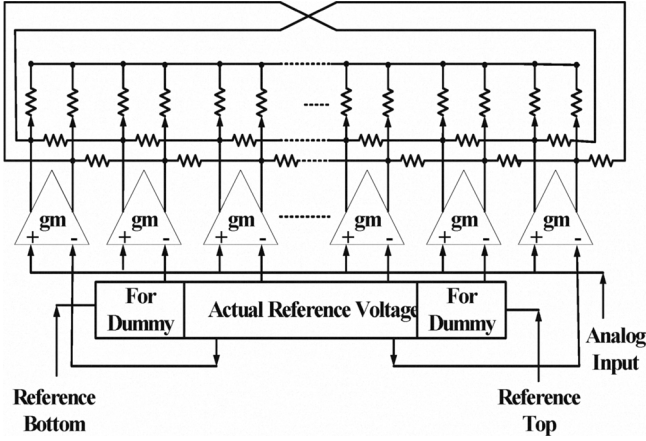 gm gm gm gm gm gm
+ - + - + - + - + - + -
For Dummy
Actual Reference Voltage
For Dummy
Analog
Input
Reference
Bottom
Reference
Top